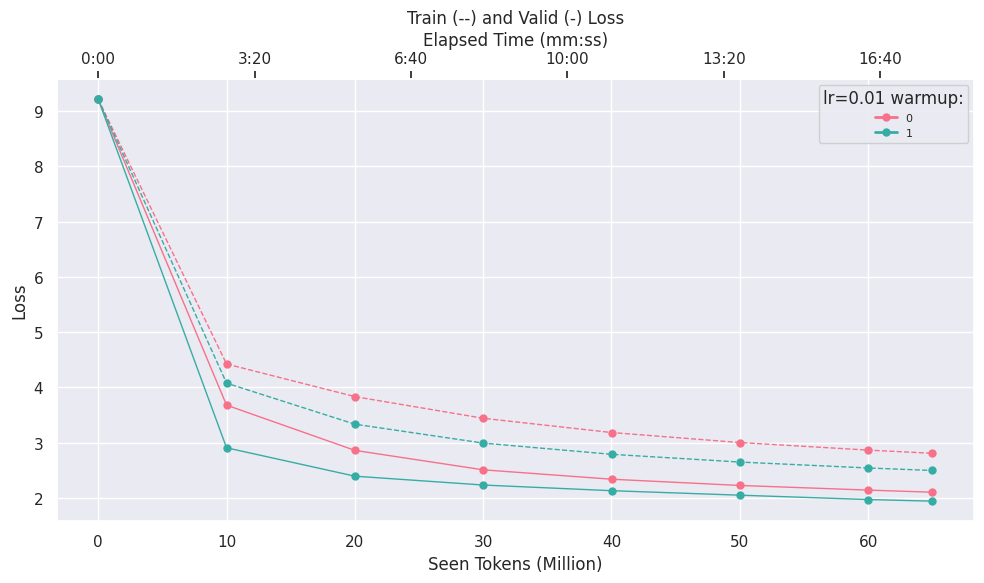 Train (--) and Valid (-) Loss
Elapsed Time (mm:ss)
0:00 3:20 6:40 10:00 13:20 16:40
lr=0.01 warmup:
0
1
Loss
9
8
7
6
5
4
3
2
0 10 20 30 40 50 60
Seen Tokens (Million)